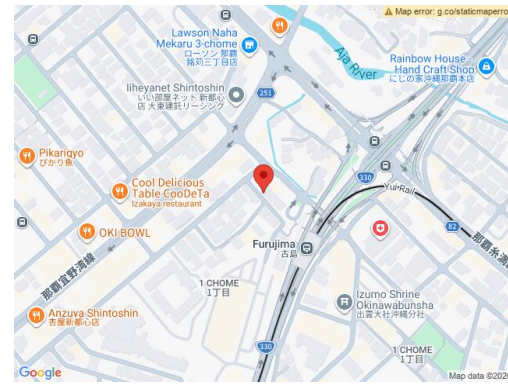 Map error: g.co/staticmaperro
Lawson Naha
Mekaru 3-chome
ローソン 那覇
銘苅三丁目店
Aja River
Rainbow House -
Hand Craft Shop
にじの家沖縄那覇本店
Iiheyanet Shintoshin
いい部屋ネット 新都心
店 大東建託リーシング
251
Pikariqyo
ぴかり魚
330
Yui Rail
Cool Delicious
Table CooDeTa
Izakaya restaurant
82
那覇糸満
OKI BOWL
Furujima
古島
那覇宜野湾線
1 CHOME
1丁目
Izumo Shrine
Okinawabunsha
出雲大社沖縄分社
Anzuya Shintoshin
杏屋新都心店
330
1 CHOME
1丁目
Google
Map data ©2026